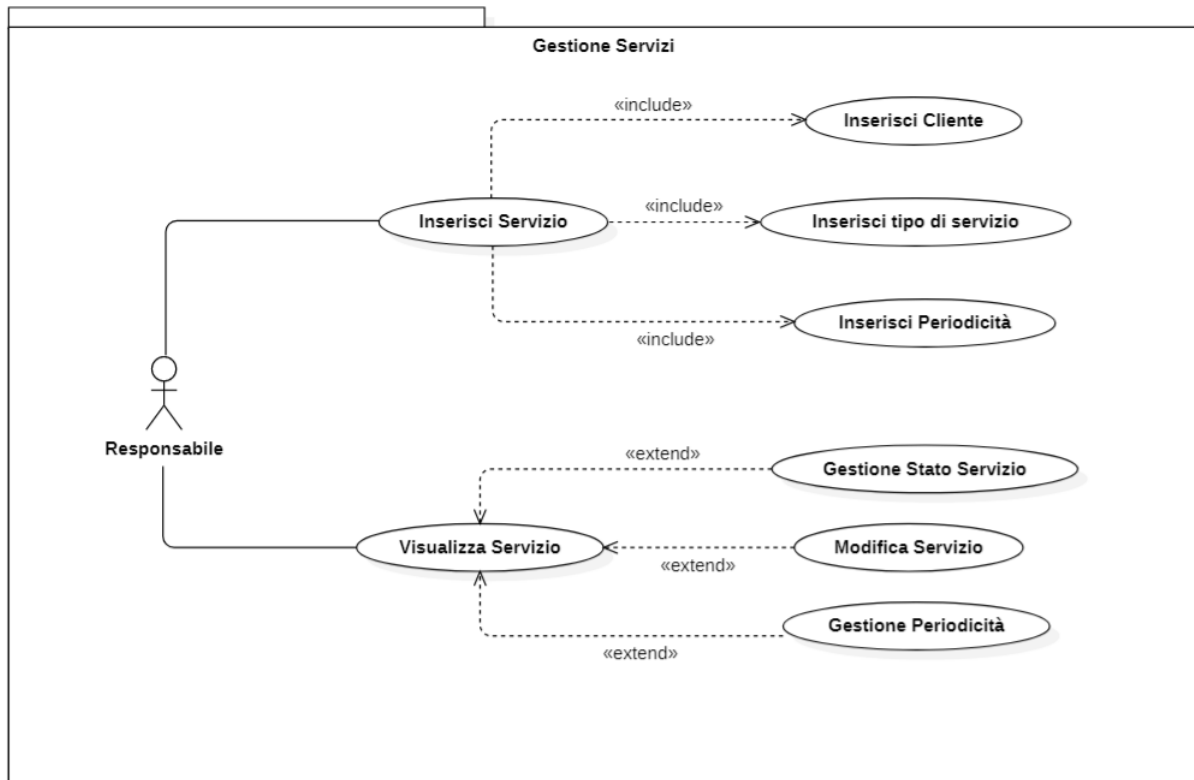 Gestione Servizi
«include»
Inserisci Cliente
«include»
Inserisci Servizio
Inserisci tipo di servizio
Inserisci Periodicità
«include»
Responsabile
«extend»
Gestione Stato Servizio
Visualizza Servizio
Modifica Servizio
«extend»
Gestione Periodicità
«extend»